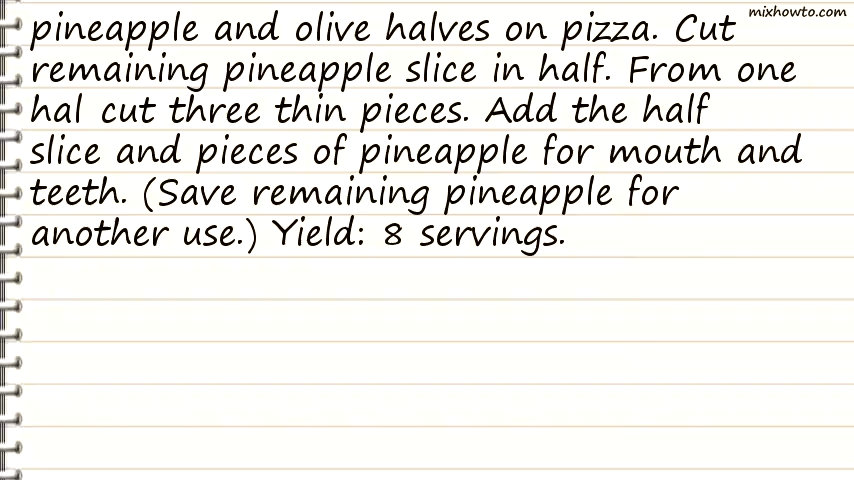 mixhowto.com
pineapple and olive halves on pizza. Cut
remaining pineapple slice in half. From one
hal cut three thin pieces. Add the half
slice and pieces of pineapple for mouth and
teeth. (Save remaining pineapple for
another use.) Yield: 8 servings.